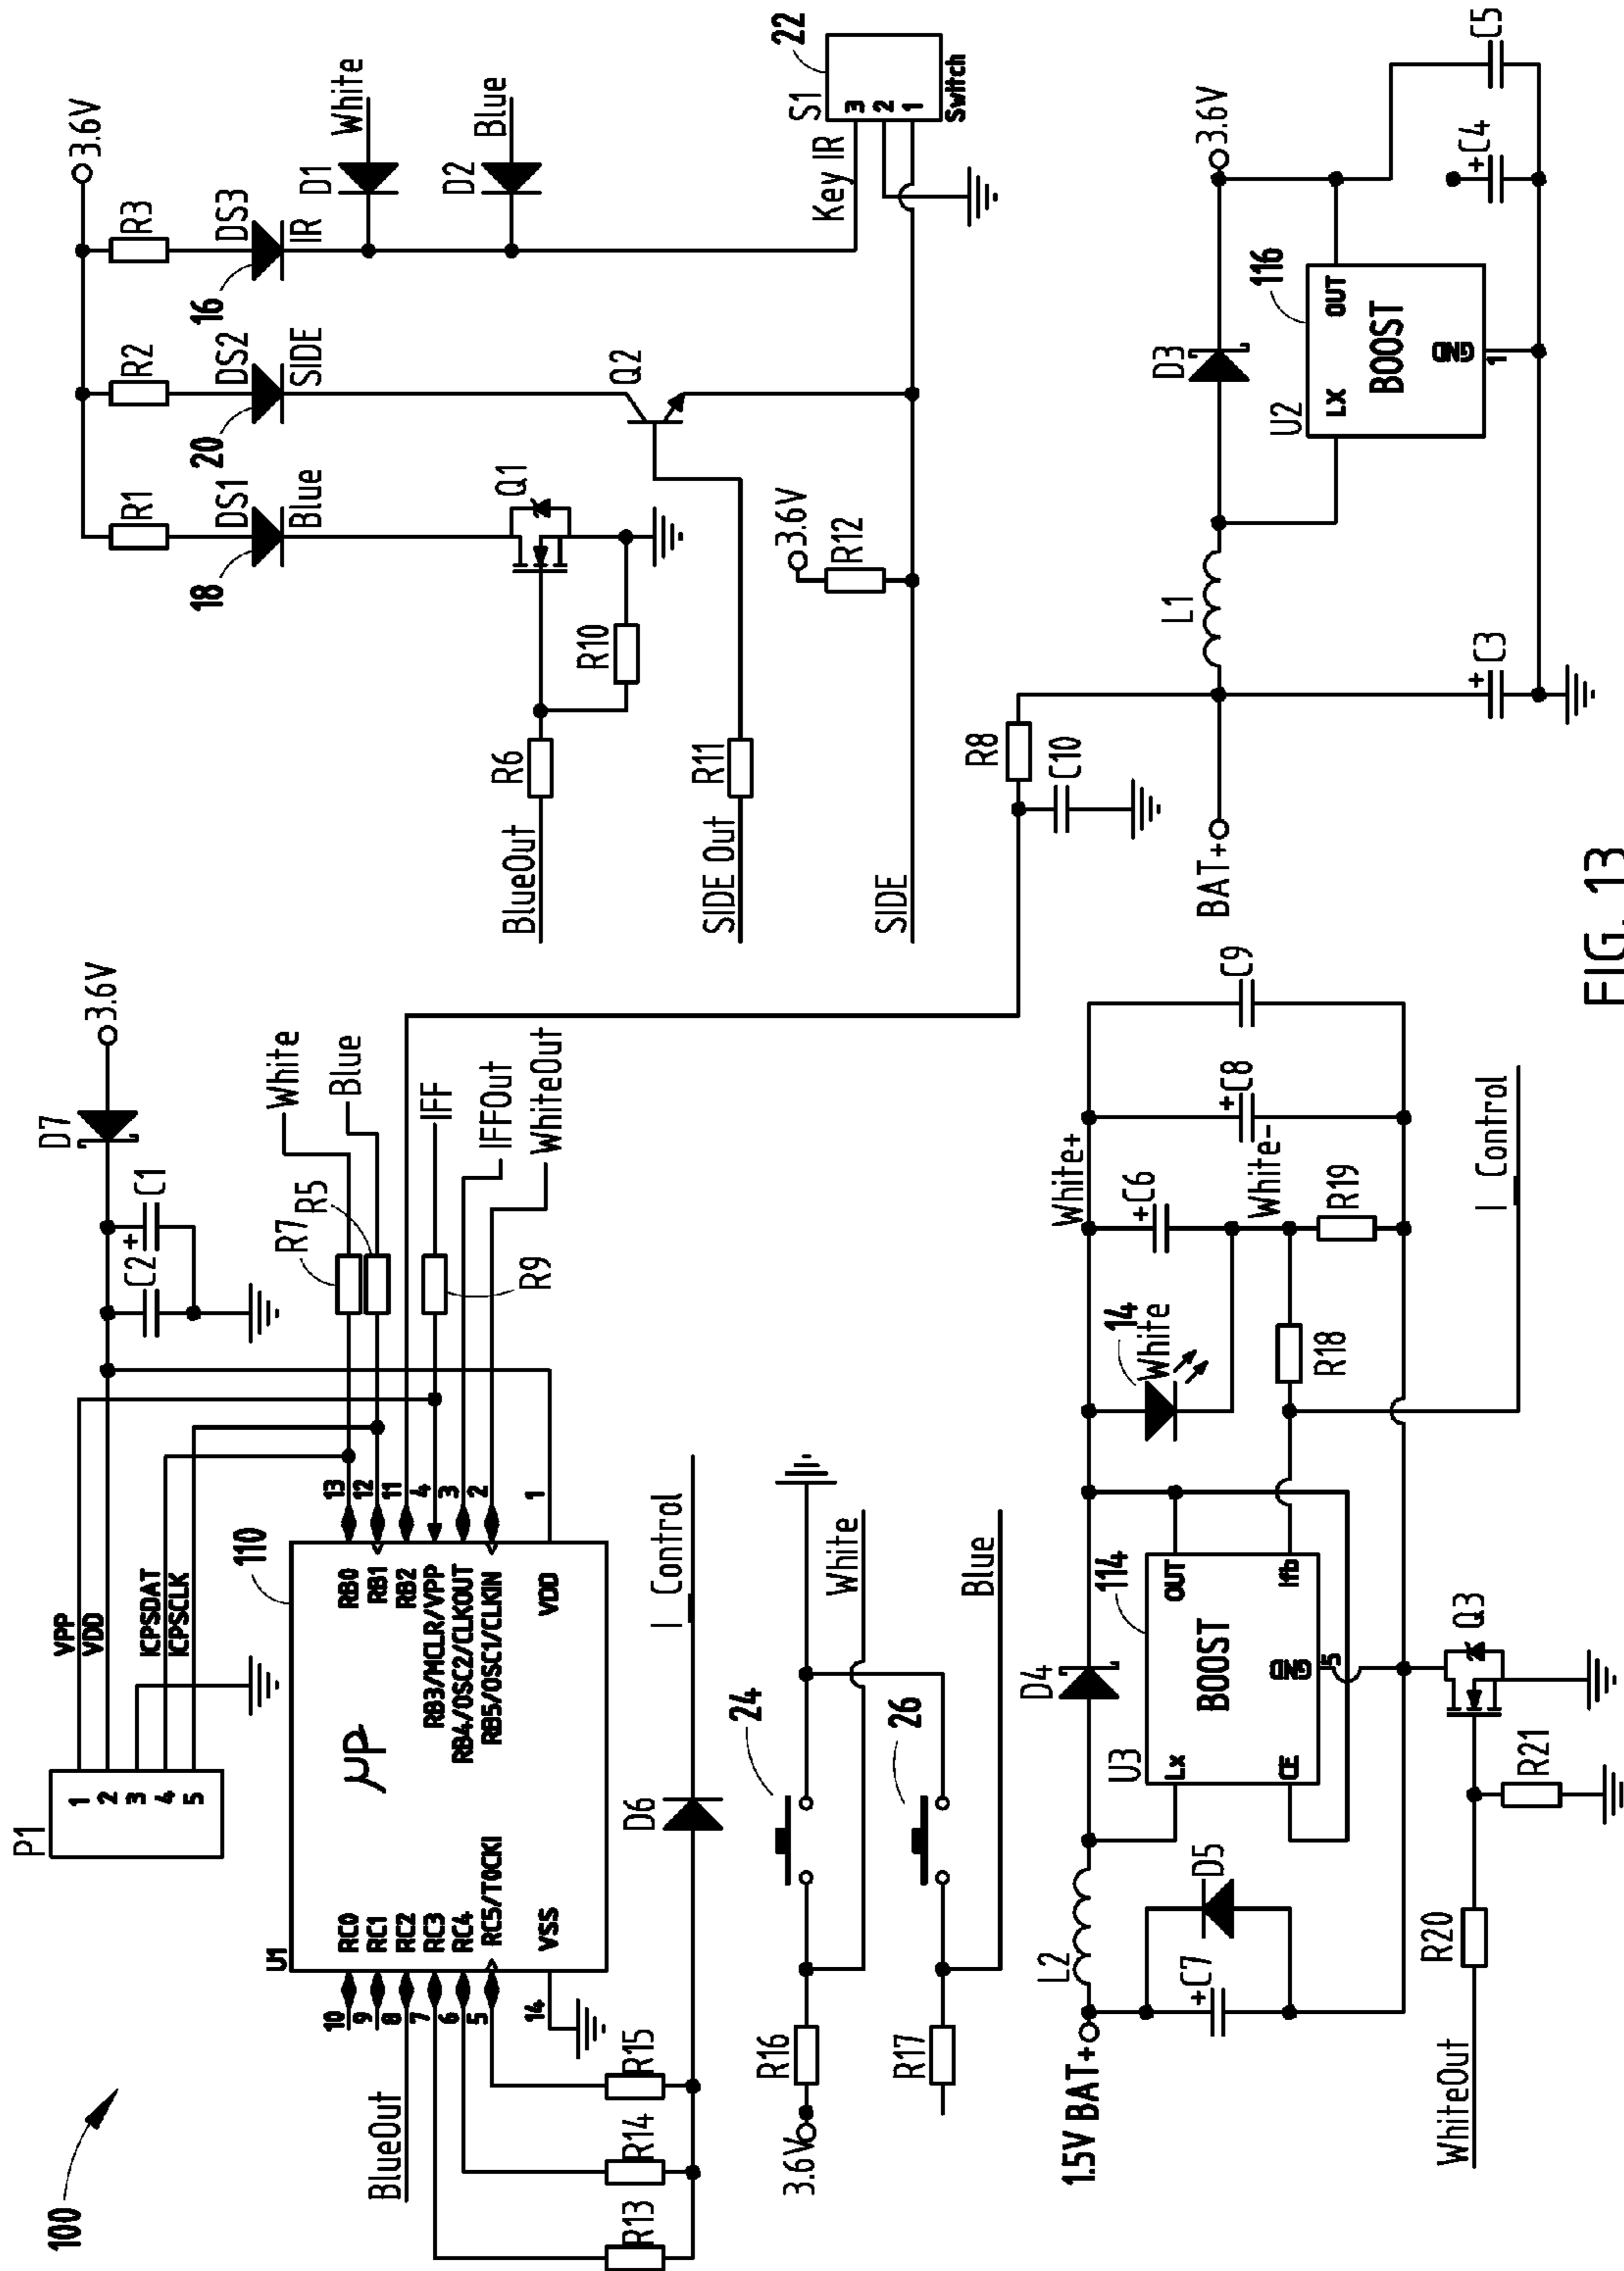 100
P1
1
2
3
4
5
VPP
VDD
ICPSDAT
ICPSCLK
D7
3.6V
C2
+
C1
U1
110
μP
RC0
RC1
RC2
RC3
RC4
RC5/T0CKI
VSS
10
9
8
7
6
5
14
RB0
RB1
RB2
RB3/MCLR/VPP
RB4/OSC2/CLKOUT
RB5/OSC1/CLKIN
VDD
13
12
11
4
3
2
1
R7
R5
R9
White
Blue
IFF
IFFOut
WhiteOut
BlueOut
R13
R14
R15
D6
I_Control
3.6V
R16
24
White
R17
26
Blue
3.6V
R1
R2
R3
18
DS1
Blue
20
DS2
SIDE
16
DS3
IR
D1
White
D2
Blue
Q1
Q2
BlueOut
R6
R10
SIDE Out
R11
3.6V
R12
SIDE
Key IR
S1
22
3
2
1
Switch
R8
C10
BAT+
L1
D3
3.6V
U2
116
LX
OUT
BOOST
GND
1
+
C3
+
C4
C5
1.5V BAT+
L2
D4
+
C7
D5
U3
114
Lx
OUT
BOOST
CE
GND
Ifb
5
14
White
White+
+
C6
White-
+
C8
C9
R18
R19
I_Control
WhiteOut
R20
R21
Q3
FIG. 13